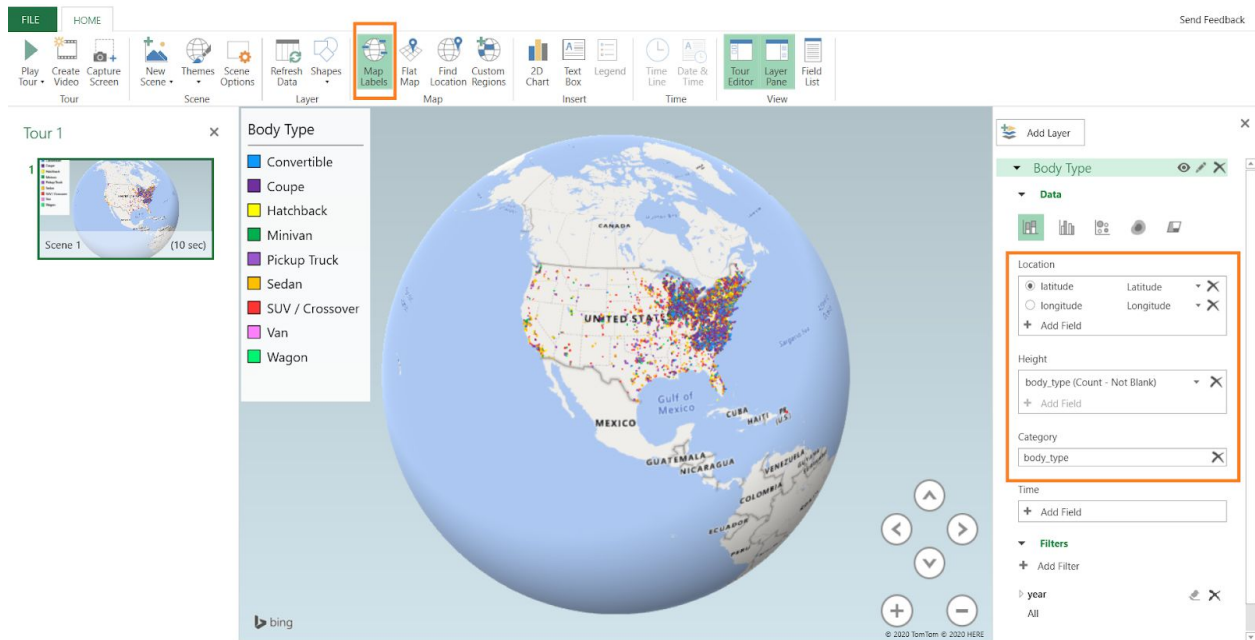 FILE HOME Send Feedback
Play Tour Create Video Capture Screen New Scene Themes Scene Options Refresh Data Shapes Map Labels Flat Map Find Location Custom Regions 2D Chart Text Box Legend Time Line Date & Time Tour Editor Layer Pane Field List
Tour Scene Layer Map Insert Time View
Tour 1
1
Scene 1 (10 sec)
Body Type
Convertible
Coupe
Hatchback
Minivan
Pickup Truck
Sedan
SUV / Crossover
Van
Wagon
CANADA
UNITED STATES
Gulf of
Mexico
MEXICO
CUBA
HAITI
GUATEMALA
NICARAGUA
VENEZUELA
COLOMBIA
ECUADOR
PERU
bing
© 2020 TomTom © 2020 HERE
Add Layer
Body Type
Data
Location
latitude Latitude
longitude Longitude
+ Add Field
Height
body_type (Count - Not Blank)
+ Add Field
Category
body_type
Time
+ Add Field
Filters
+ Add Filter
year
All